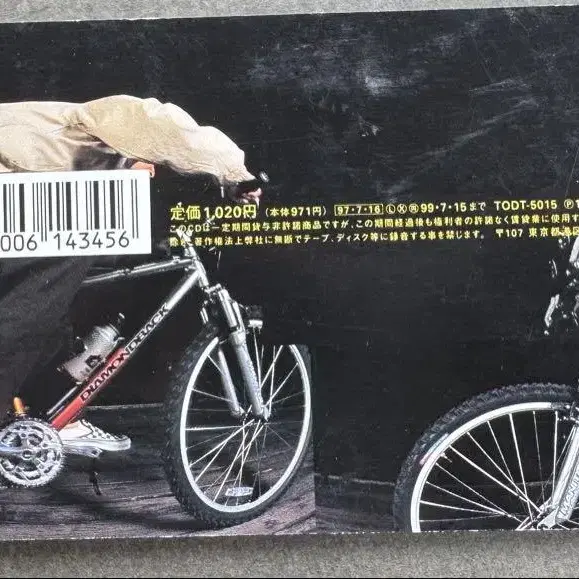 定価1,020円 (本体971円) 97・7・16 Ⓛ Ⓧ 99・7・15まで TODT-5015 Ⓟ1
このCDは一定期間貸与非許諾商品ですが、この期間経過後も権利者の許諾なく賃貸業に使用す
著作権法上弊社に無断でテープ、ディスク等に録音する事を禁じます。 〒107 東京都港区
006 143456
DIAMONDBACK